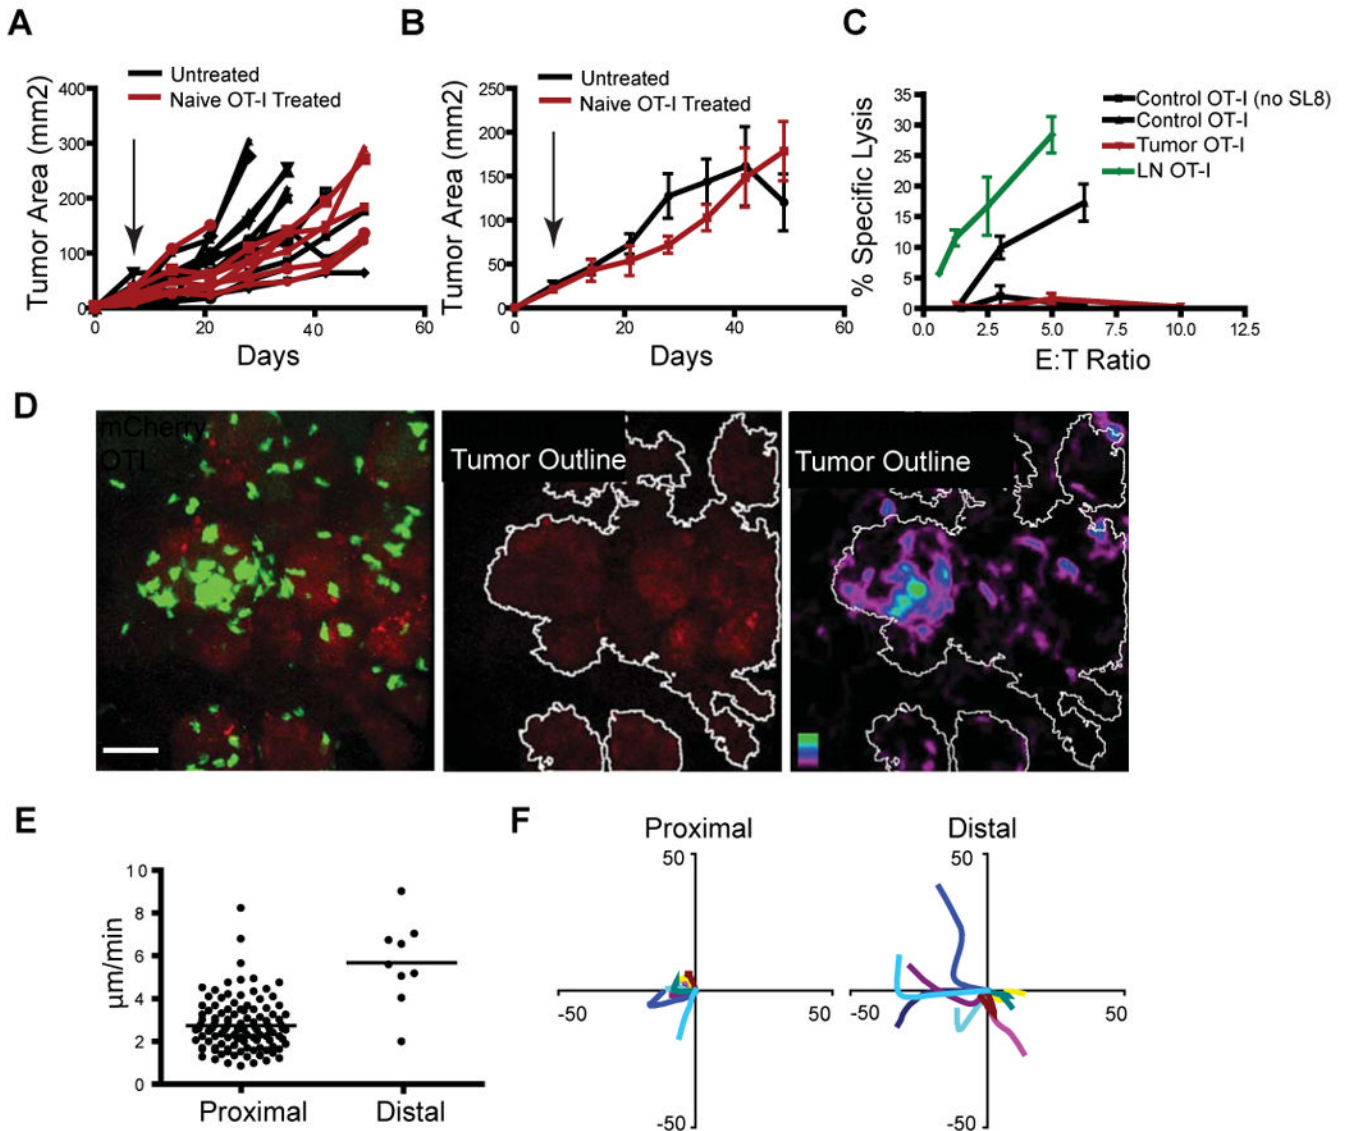 A
B
C
Untreated
Naive OT-I Treated
Tumor Area (mm2)
400
300
200
100
0
0
20
40
60
Days
Untreated
Naive OT-I Treated
Tumor Area (mm2)
250
200
150
100
50
0
0
20
40
60
Days
Control OT-I (no SL8)
Control OT-I
Tumor OT-I
LN OT-I
% Specific Lysis
35
30
25
20
15
10
5
0
0.0
2.5
5.0
7.5
10.0
12.5
E:T Ratio
D
mCherry
OTI
Tumor Outline
Tumor Outline
E
µm/min
10
8
6
4
2
0
Proximal
Distal
F
Proximal
50
-50
50
-50
Distal
50
-50
50
-50